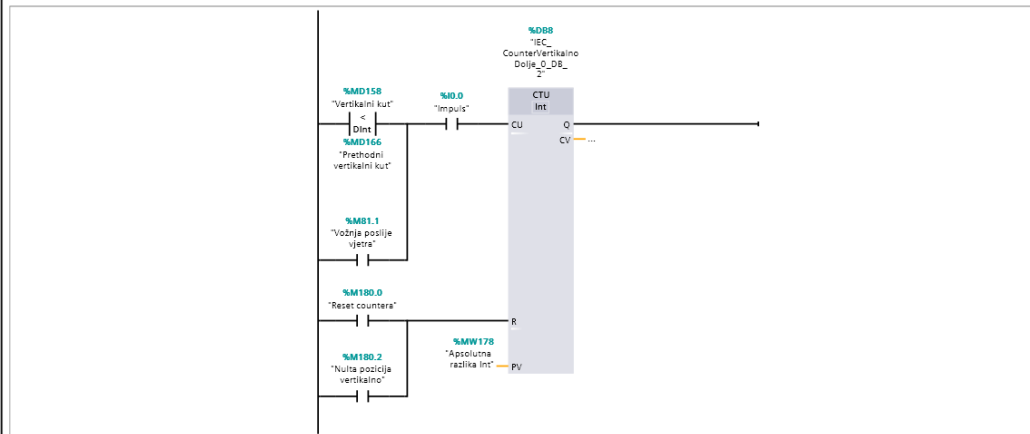 %DB8
"IEC_
CounterVertikalno
Dolje_0_DB_
2"
%MD158
"Vertikalni kut"
<
DInt
%MD166
"Prethodni
vertikalni kut"
%I0.0
"Impuls"
CTU
Int
CU
Q
CV
...
%M81.1
"Vožnja poslije
vjetra"
%M180.0
"Reset countera"
R
%M180.2
"Nulta pozicija
vertikalno"
%MW178
"Apsolutna
razlika Int"
PV